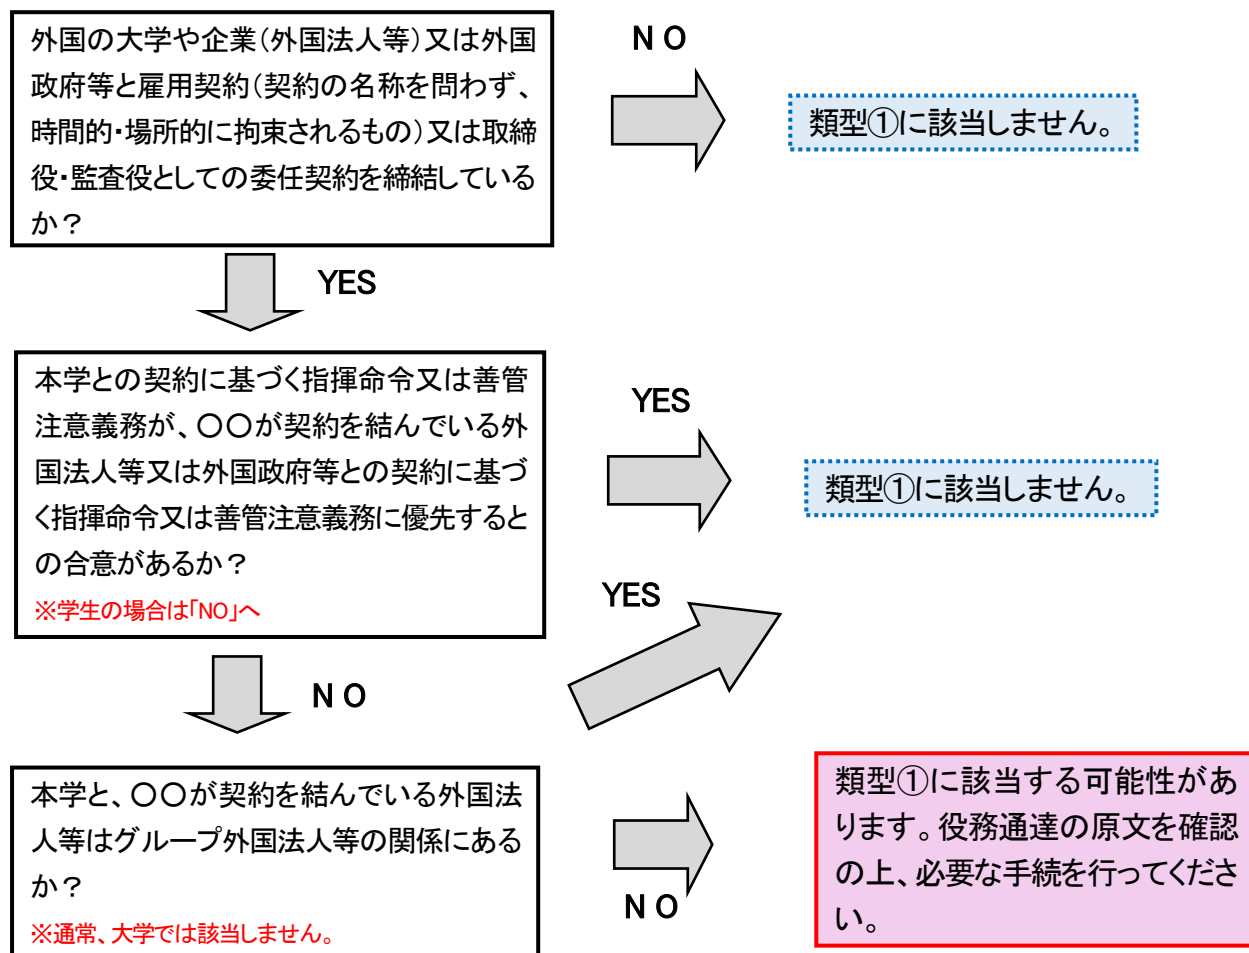 外国の大学や企業(外国法人等)又は外国
政府等と雇用契約(契約の名称を問わず、
時間的・場所的に拘束されるもの)又は取締
役・監査役としての委任契約を締結している
か？
NO
類型①に該当しません。
YES
本学との契約に基づく指揮命令又は善管
注意義務が、〇〇が契約を結んでいる外
国法人等又は外国政府等との契約に基づ
く指揮命令又は善管注意義務に優先すると
の合意があるか？
※学生の場合は「NO」へ
YES
類型①に該当しません。
YES
NO
本学と、〇〇が契約を結んでいる外国法
人等はグループ外国法人等の関係にある
か？
※通常、大学では該当しません。
NO
類型①に該当する可能性があ
ります。役務通達の原文を確認
の上、必要な手続を行ってくださ
い。